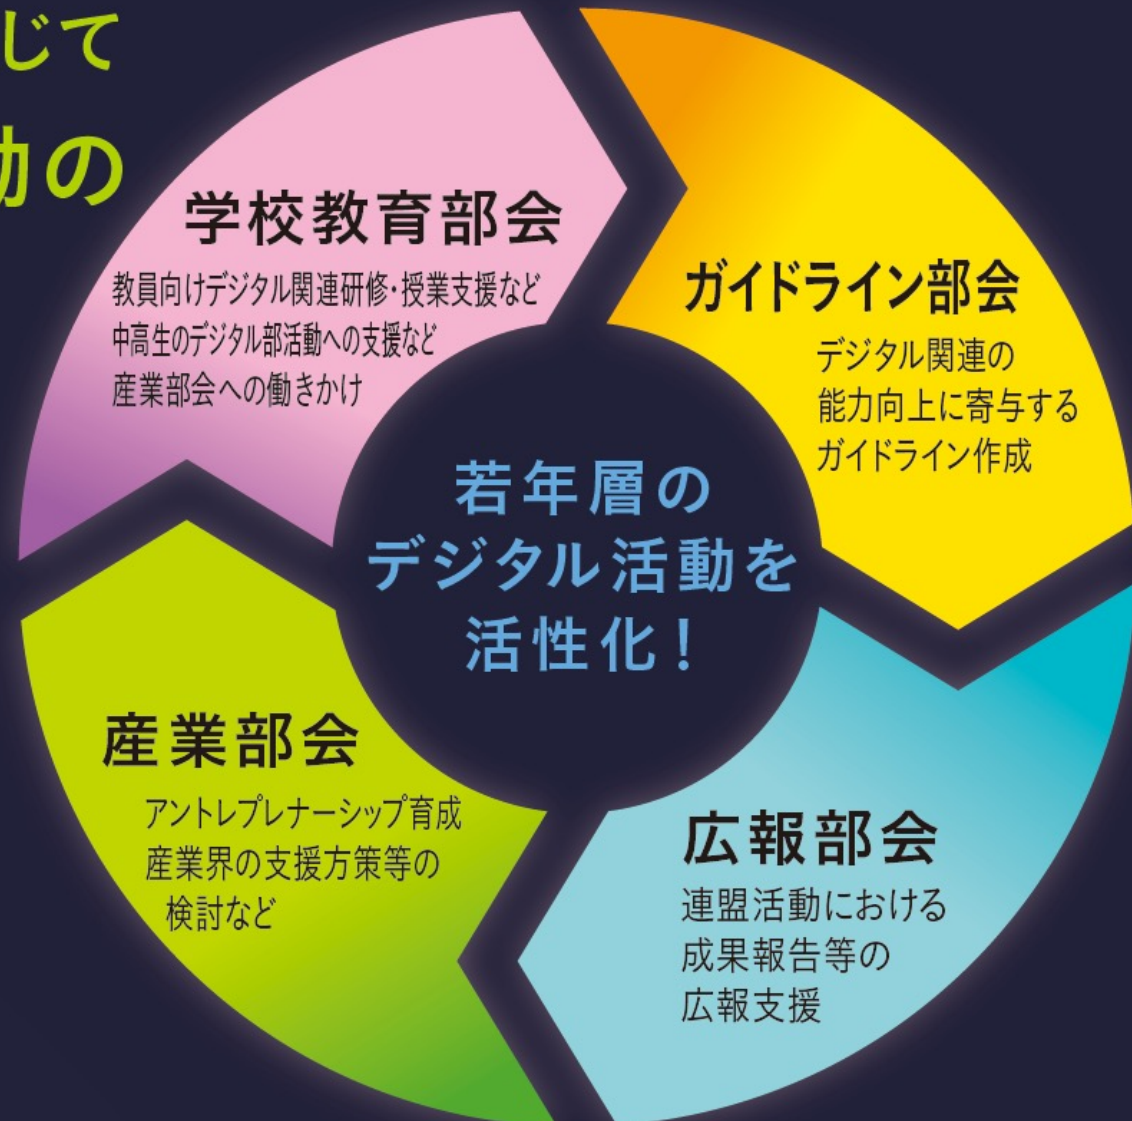 じて
動の
学校教育部会
教員向けデジタル関連研修・授業支援など
中高生のデジタル部活動への支援など
産業部会への働きかけ
ガイドライン部会
デジタル関連の
能力向上に寄与する
ガイドライン作成
若年層の
デジタル活動を
活性化！
産業部会
アントレプレナーシップ育成
産業界の支援方策等の
検討など
広報部会
連盟活動における
成果報告等の
広報支援